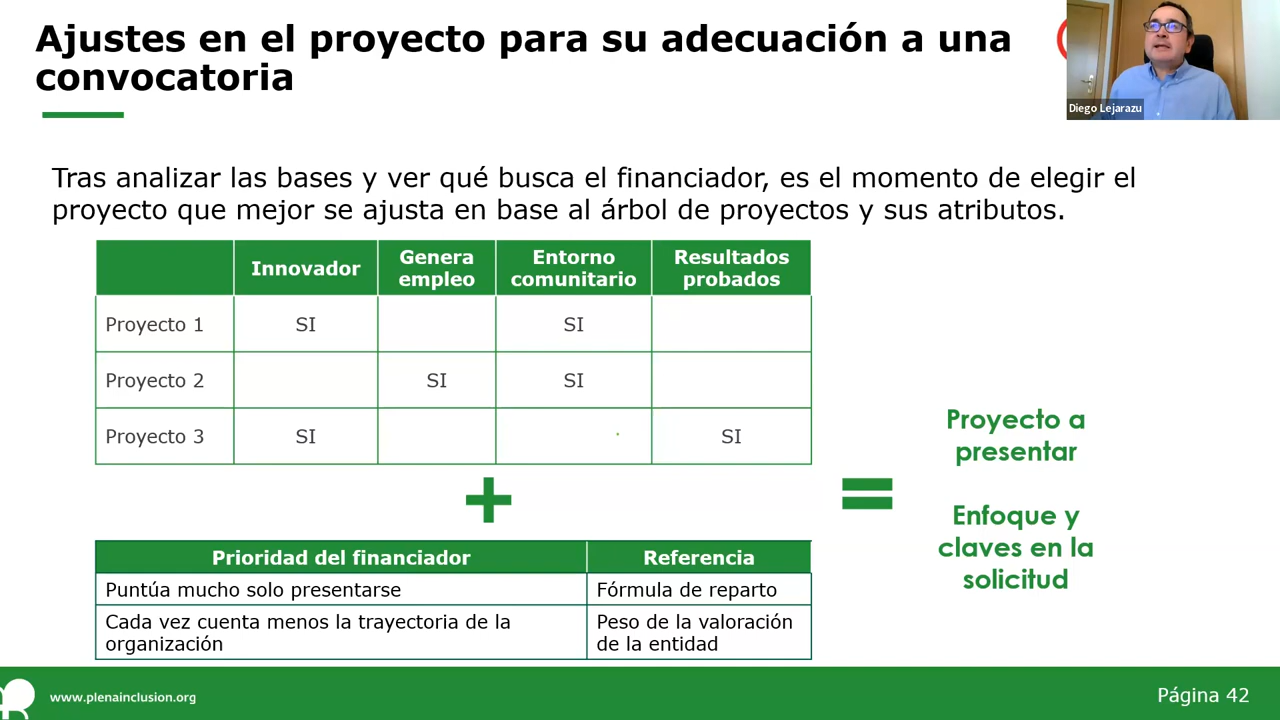 Ajustes en el proyecto para su adecuación a una
convocatoria
Diego Lejarazu
Tras analizar las bases y ver qué busca el financiador, es el momento de elegir el
proyecto que mejor se ajusta en base al árbol de proyectos y sus atributos.
Innovador
Genera
empleo
Entorno
comunitario
Resultados
probados
Proyecto 1 SI SI
Proyecto 2 SI SI
Proyecto 3 SI SI
+
=
Proyecto a
presentar
Enfoque y
claves en la
solicitud
Prioridad del financiador Referencia
Puntúa mucho solo presentarse Fórmula de reparto
Cada vez cuenta menos la trayectoria de la
organización
Peso de la valoración
de la entidad
www.plenainclusion.org
Página 42